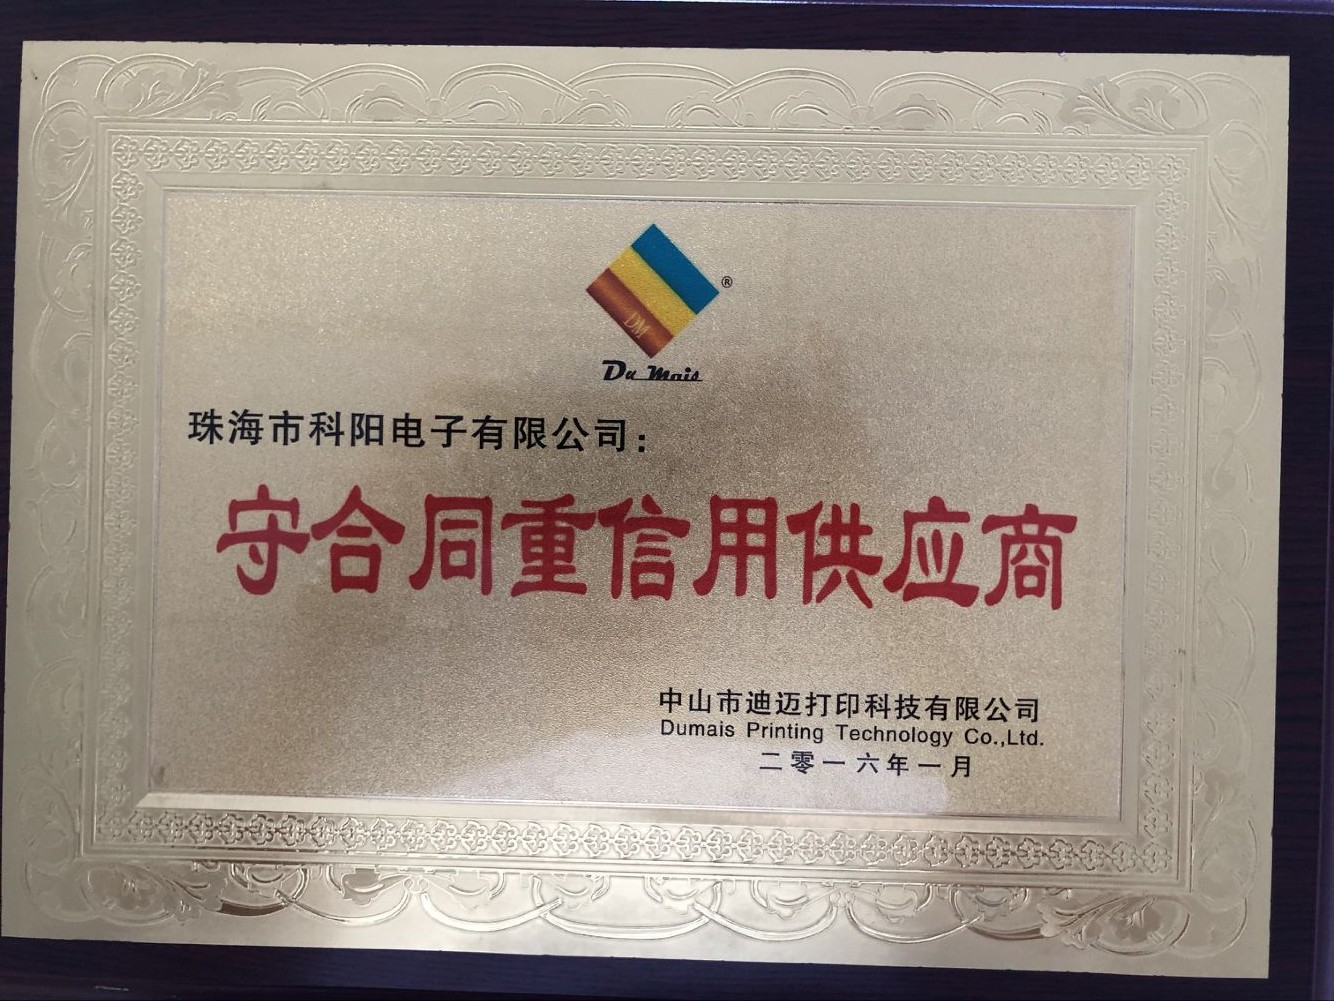 DM
®
Du Mais
珠海市科阳电子有限公司：
守合同重信用供应商
中山市迪迈打印科技有限公司
Dumais Printing Technology Co.,Ltd.
二零一六年一月